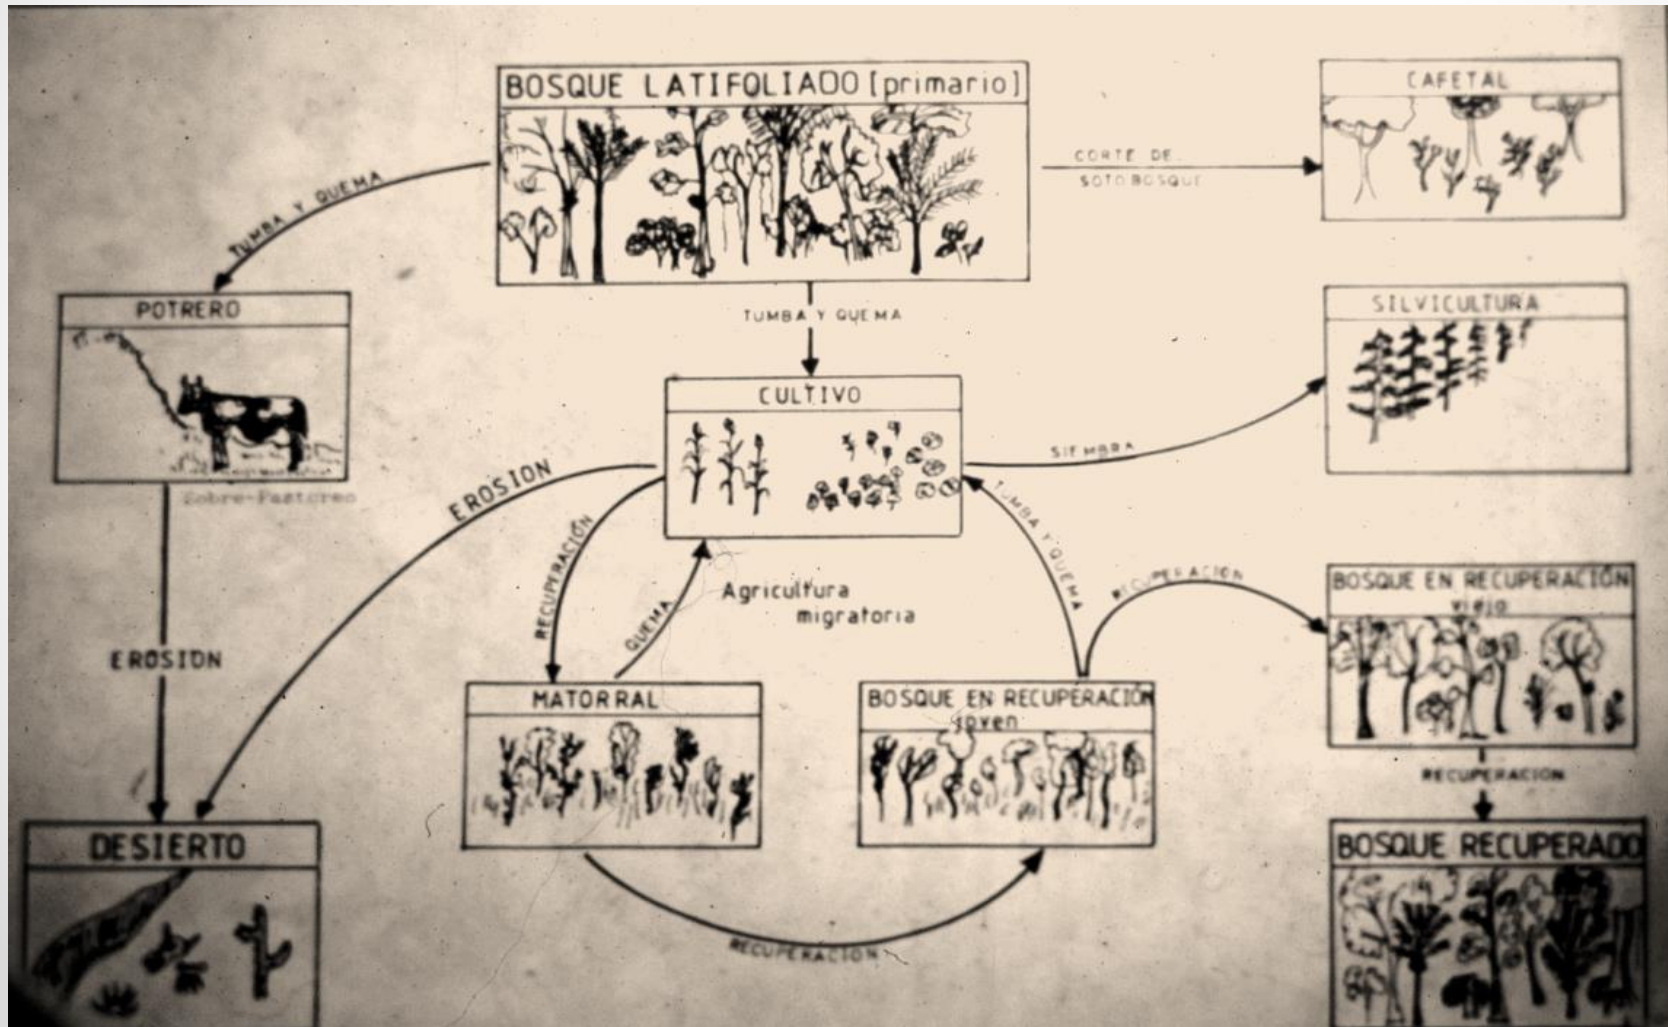 BOSQUE LATIFOLIADO [primario]
CAFETAL
CORTE DE
SOTOBOSQUE
TUMBA Y QUEMA
POTRERO
Sobre-Pastoreo
TUMBA Y QUEMA
SILVICULTURA
CULTIVO
SIEMBRA
EROSION
RECUPERACIÓN
QUEMA
Agricultura
migratoria
TUMBA Y QUEMA
RECUPERACION
BOSQUE EN RECUPERACIÓN
viejo
EROSION
MATORRAL
BOSQUE EN RECUPERACIÓN
joven
RECUPERACION
DESIERTO
BOSQUE RECUPERADO
RECUPERACION